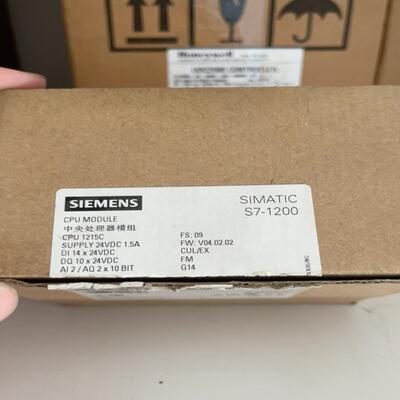 Honeywell
SIEMENS
SIMATIC
S7-1200
CPU MODULE
中央处理器模组
CPU 1215C
SUPPLY 24VDC 1.5A
DI 14 x 24VDC
DQ 10 x 24VDC
AI 2 / AQ 2 x 10 BIT
FS: 09
FW: V04.02.02
CUL/EX
FM
G14